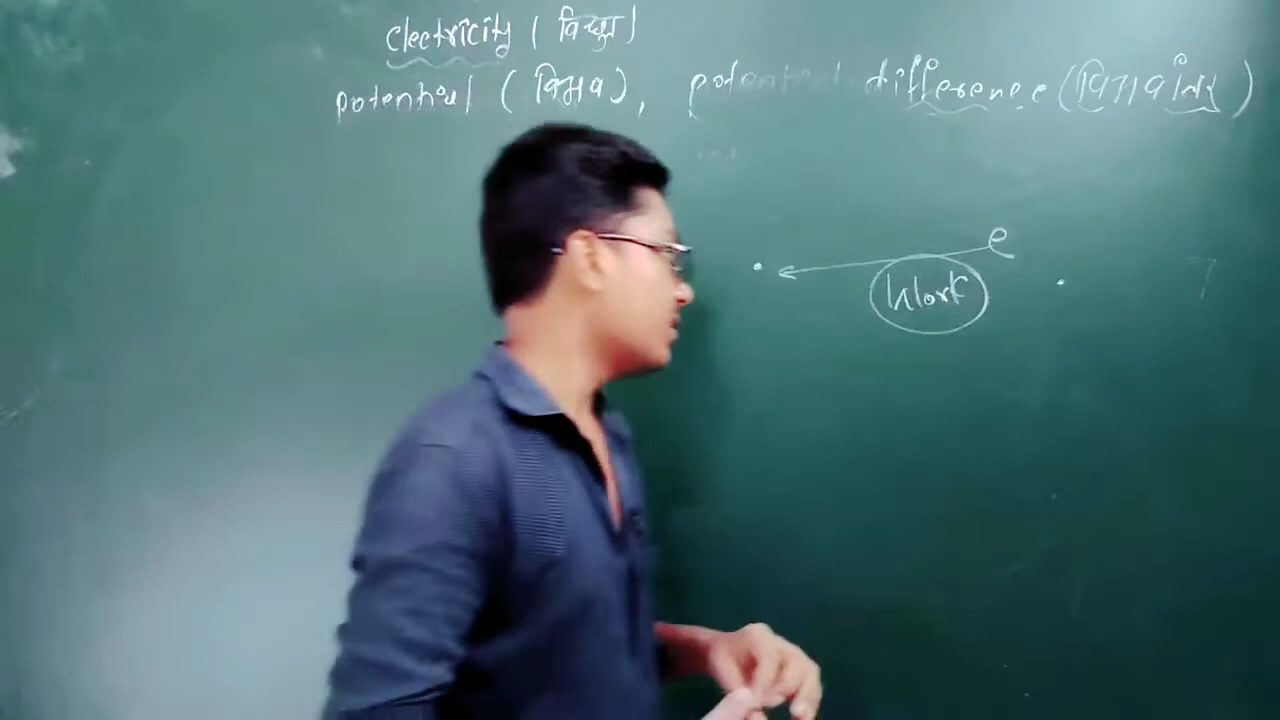 Electricity ( विद्युत )
potential ( विभव ), potential difference ( विभवांतर )
e
Work